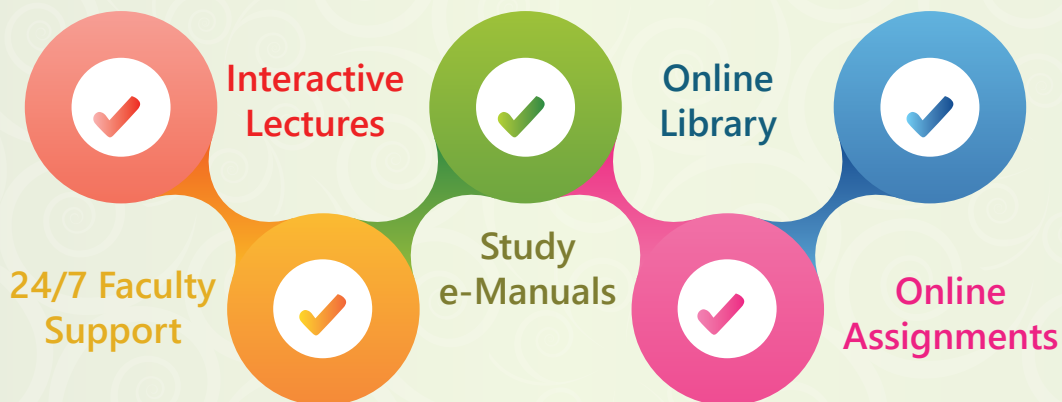 Interactive
Lectures
Online
Library
24/7 Faculty
Support
Study
e-Manuals
Online
Assignments